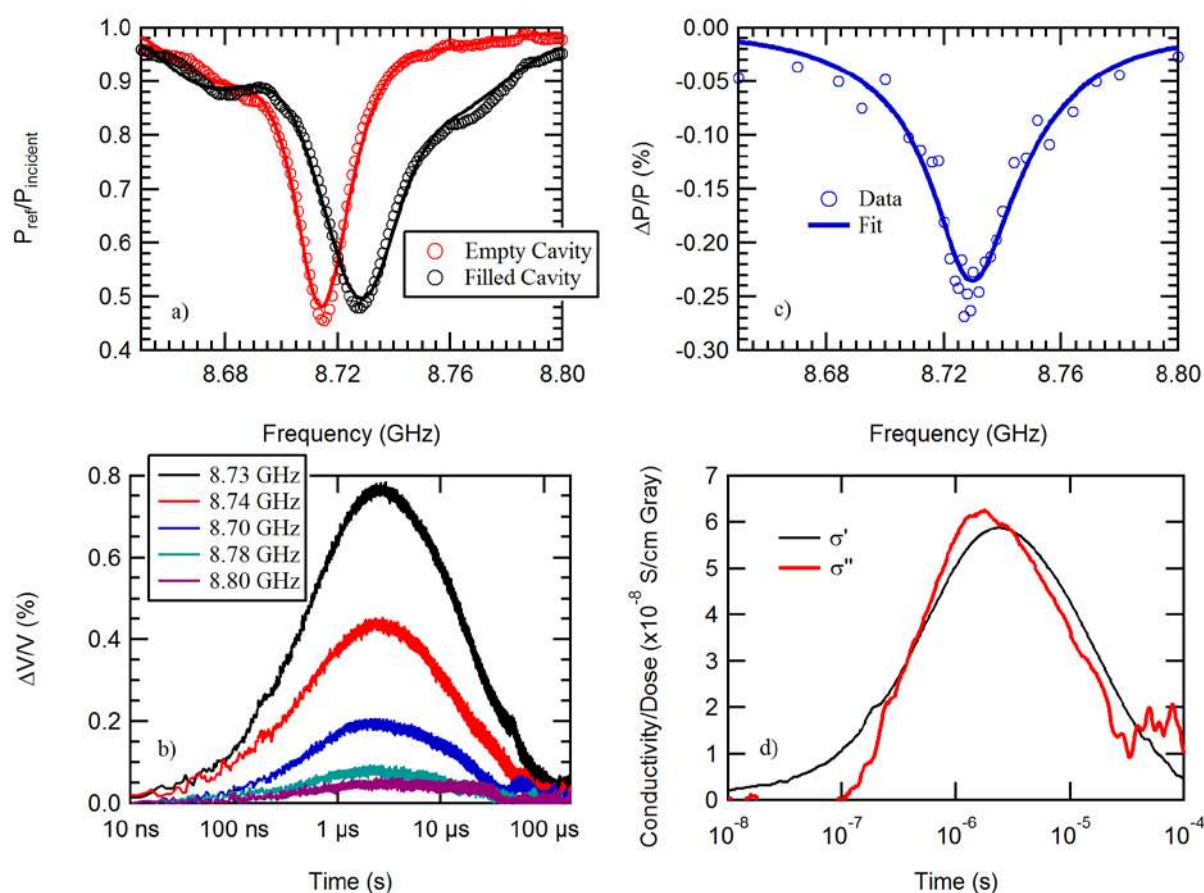 1.0
0.9
0.8
0.7
0.6
0.5
0.4
P_ref/P_incident
Empty Cavity
Filled Cavity
a)
8.68
8.72
8.76
8.80
Frequency (GHz)
0.00
-0.05
-0.10
-0.15
-0.20
-0.25
-0.30
ΔP/P (%)
Data
Fit
c)
8.68
8.72
8.76
8.80
Frequency (GHz)
0.8
0.6
0.4
0.2
0.0
ΔV/V (%)
8.73 GHz
8.74 GHz
8.70 GHz
8.78 GHz
8.80 GHz
b)
10 ns
100 ns
1 µs
10 µs
100 µs
Time (s)
7
6
5
4
3
2
1
0
Conductivity/Dose (x10⁻⁸ S/cm Gray)
σ'
σ"
d)
10⁻⁸
10⁻⁷
10⁻⁶
10⁻⁵
10⁻⁴
Time (s)